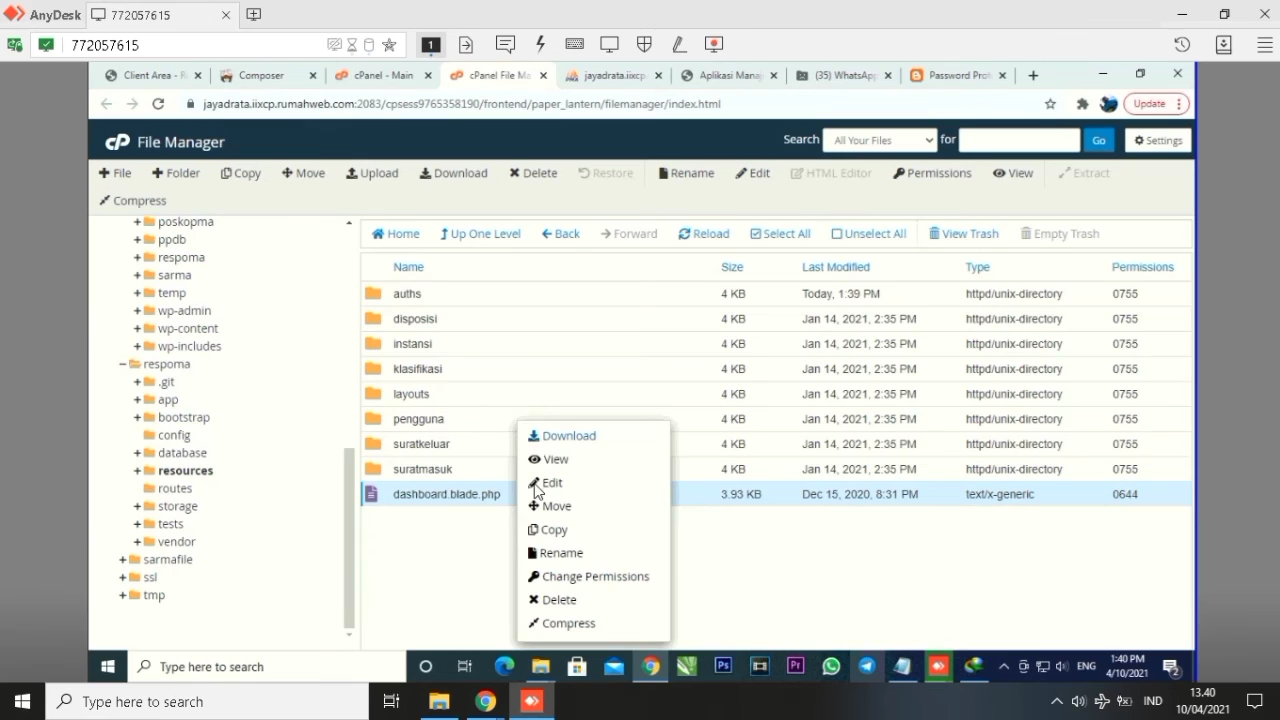 AnyDesk 772057615
772057615 1
Client Area - R Composer cPanel - Main cPanel File Ma jayadrata.iixcp. Aplikasi Manaj (35) WhatsApp Password Prot
jayadrata.iixcp.rumahweb.com:2083/cpsess9765358190/frontend/paper_lantern/filemanager/index.html Update
cP File Manager Search All Your Files for Go Settings
File Folder Copy Move Upload Download Delete Restore Rename Edit HTML Editor Permissions View Extract
Compress
poskopma
ppdb
respoma
sarma
temp
wp-admin
wp-content
wp-includes
respoma
.git
app
bootstrap
config
database
resources
routes
storage
tests
vendor
sarmafile
ssl
tmp
Home Up One Level Back Forward Reload Select All Unselect All View Trash Empty Trash
Name Size Last Modified Type Permissions
auths 4 KB Today, 1:39 PM httpd/unix-directory 0755
disposisi 4 KB Jan 14, 2021, 2:35 PM httpd/unix-directory 0755
instansi 4 KB Jan 14, 2021, 2:35 PM httpd/unix-directory 0755
klasifikasi 4 KB Jan 14, 2021, 2:35 PM httpd/unix-directory 0755
layouts 4 KB Jan 14, 2021, 2:35 PM httpd/unix-directory 0755
pengguna 4 KB Jan 14, 2021, 2:35 PM httpd/unix-directory 0755
suratkeluar 4 KB Jan 14, 2021, 2:35 PM httpd/unix-directory 0755
suratmasuk 4 KB Jan 14, 2021, 2:35 PM httpd/unix-directory 0755
dashboard.blade.php 3.93 KB Dec 15, 2020, 8:31 PM text/x-generic 0644
Download
View
Edit
Move
Copy
Rename
Change Permissions
Delete
Compress
Type here to search Ps Pr ENG 1:40 PM
4/10/2021 2
Type here to search IND 13.40
10/04/2021